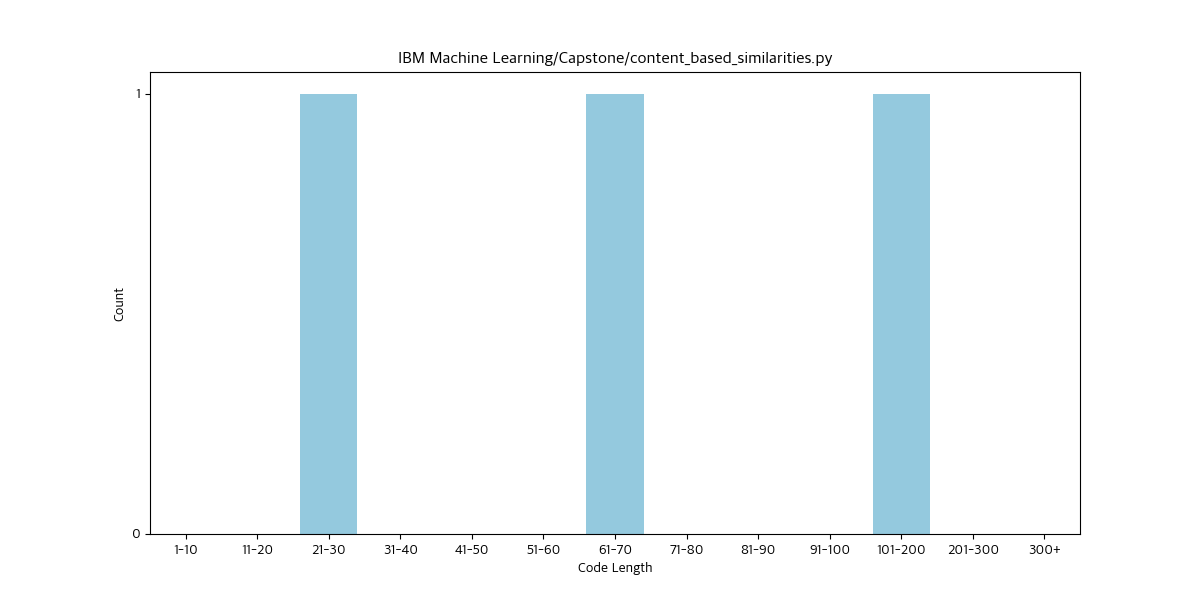 IBM Machine Learning/Capstone/content_based_similarities.py
1
0
Count
1-10 11-20 21-30 31-40 41-50 51-60 61-70 71-80 81-90 91-100 101-200 201-300 300+
Code Length